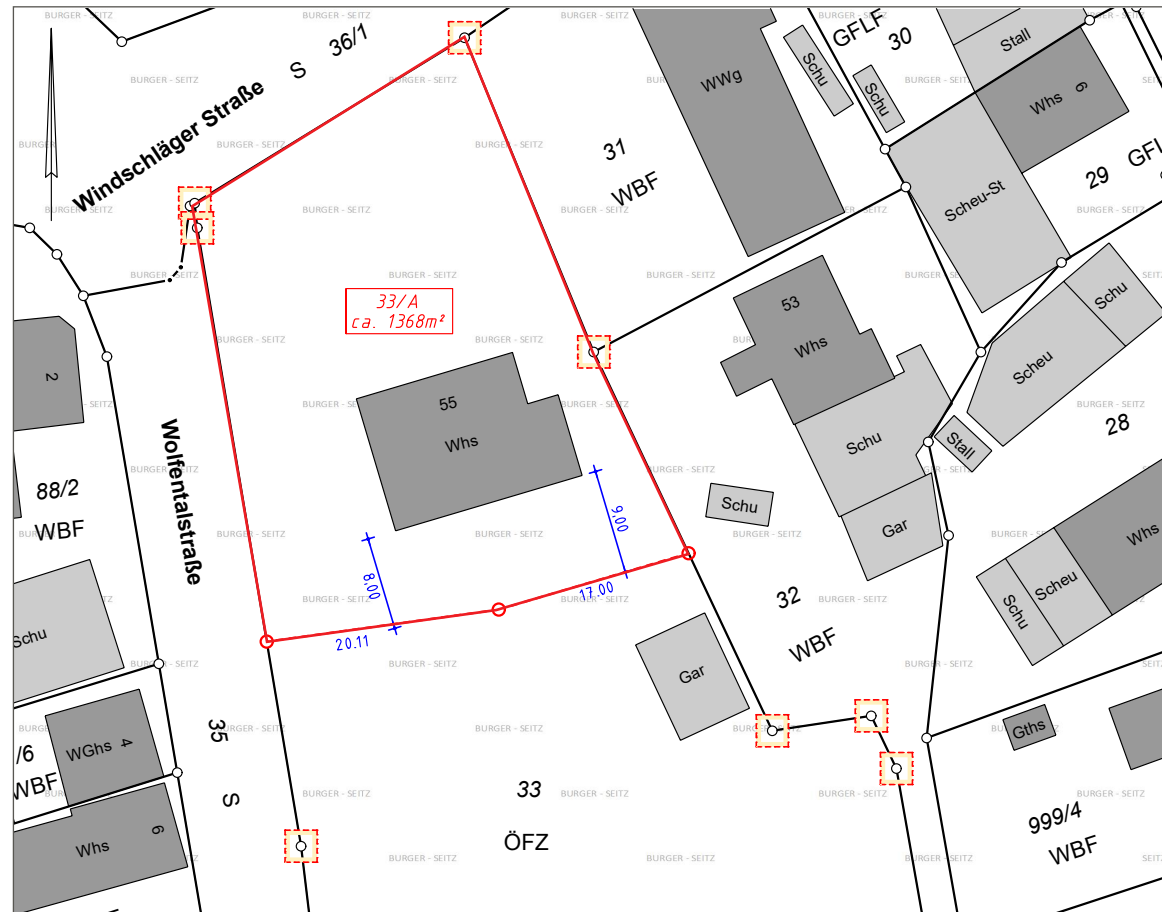 BURGER - SEITZ
Windschläger Straße
S
36/1
31
WBF
WWg
Schu
Schu
GFLF
30
Stall
Whs
6
Scheu-St
29
GFL
33/A
ca. 1368m²
53
Whs
Schu
Scheu
28
2
Wolfentalstraße
55
Whs
Schu
Stall
Gar
Schu
88/2
WBF
8,00
9,00
20.11
17.00
32
WBF
Whs
Scheu
Schu
Schu
Gar
35
S
/6
WBF
WGhs
4
Whs
6
33
ÖFZ
Gths
999/4
WBF